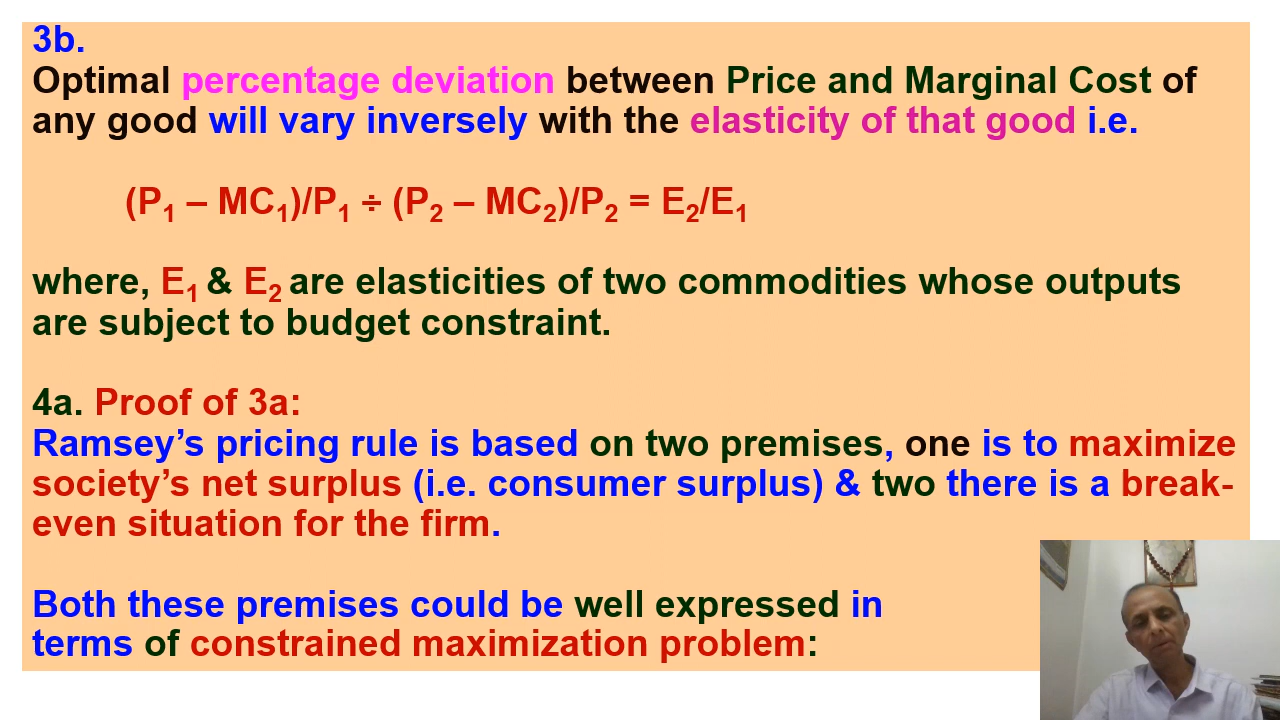 3b.
Optimal percentage deviation between Price and Marginal Cost of
any good will vary inversely with the elasticity of that good i.e.
(P₁ – MC₁)/P₁ ÷ (P₂ – MC₂)/P₂ = E₂/E₁
where, E₁ & E₂ are elasticities of two commodities whose outputs
are subject to budget constraint.
4a. Proof of 3a:
Ramsey’s pricing rule is based on two premises, one is to maximize
society’s net surplus (i.e. consumer surplus) & two there is a break-
even situation for the firm.
Both these premises could be well expressed in
terms of constrained maximization problem: